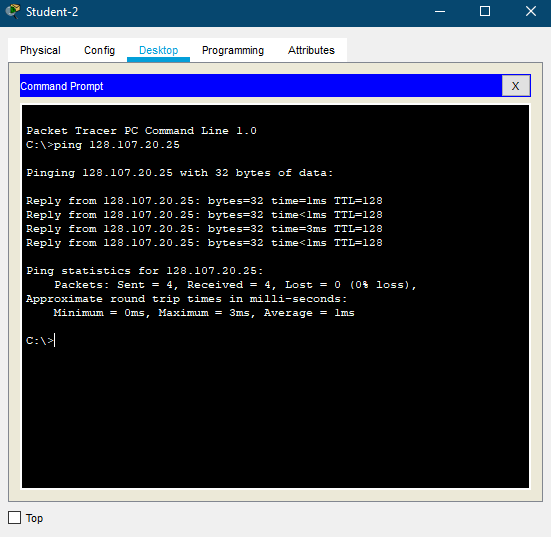 Student-2
Physical Config Desktop Programming Attributes
Command Prompt X
Packet Tracer PC Command Line 1.0
C:\>ping 128.107.20.25
Pinging 128.107.20.25 with 32 bytes of data:
Reply from 128.107.20.25: bytes=32 time=1ms TTL=128
Reply from 128.107.20.25: bytes=32 time<1ms TTL=128
Reply from 128.107.20.25: bytes=32 time=3ms TTL=128
Reply from 128.107.20.25: bytes=32 time<1ms TTL=128
Ping statistics for 128.107.20.25:
    Packets: Sent = 4, Received = 4, Lost = 0 (0% loss),
Approximate round trip times in milli-seconds:
    Minimum = 0ms, Maximum = 3ms, Average = 1ms
C:\>
Top